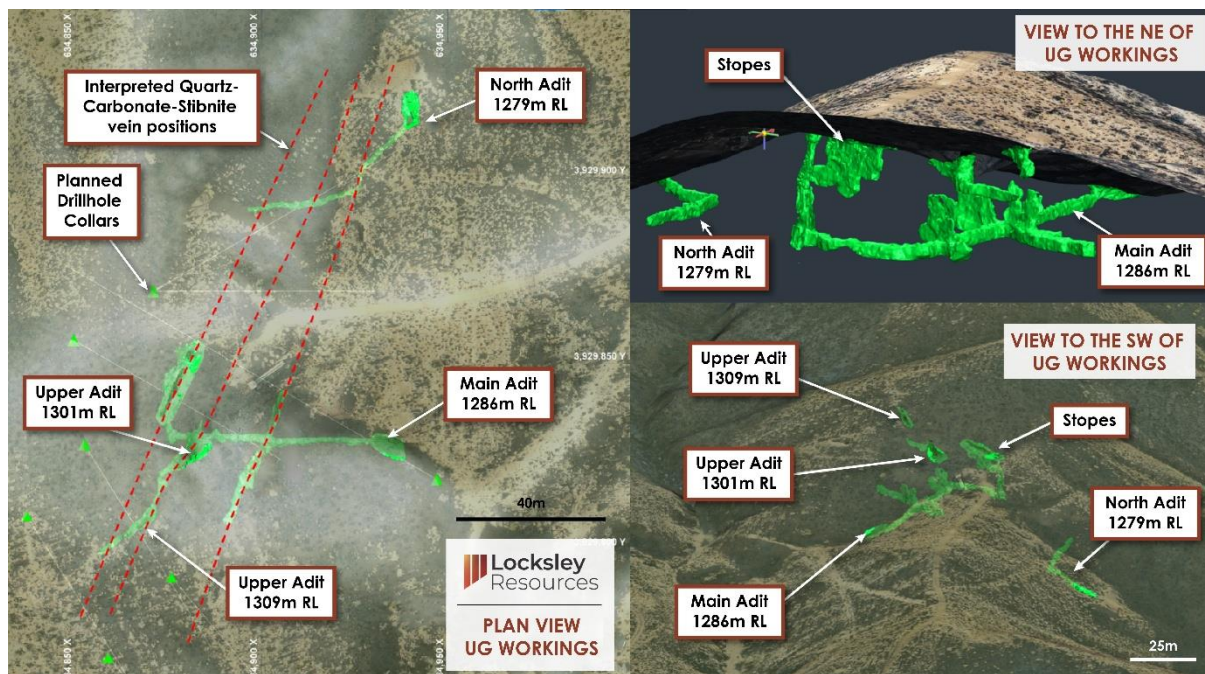 634,850 X
634,900 X
634,950 X
Interpreted Quartz-
Carbonate-Stibnite
vein positions
North Adit
1279m RL
3,929,900 Y
Planned
Drillhole
Collars
3,929,850 Y
Upper Adit
1301m RL
Main Adit
1286m RL
40m
Upper Adit
1309m RL
Locksley
Resources
PLAN VIEW
UG WORKINGS
634,900 X
VIEW TO THE NE OF
UG WORKINGS
Stopes
North Adit
1279m RL
Main Adit
1286m RL
VIEW TO THE SW OF
UG WORKINGS
Upper Adit
1309m RL
Stopes
Upper Adit
1301m RL
North Adit
1279m RL
Main Adit
1286m RL
25m